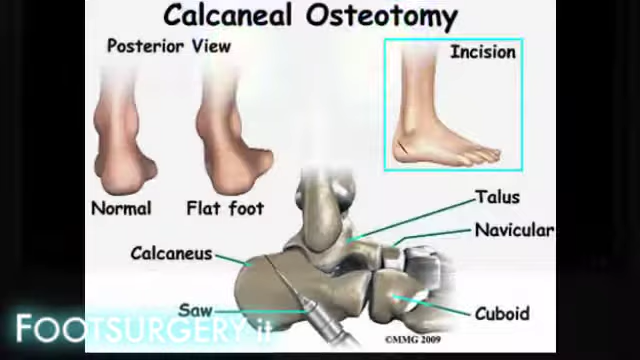 Calcaneal Osteotomy
Posterior View
Incision
Normal
Flat foot
Talus
Navicular
Calcaneus
Saw
Cuboid
©MMG 2009
FOOTSURGERY.it